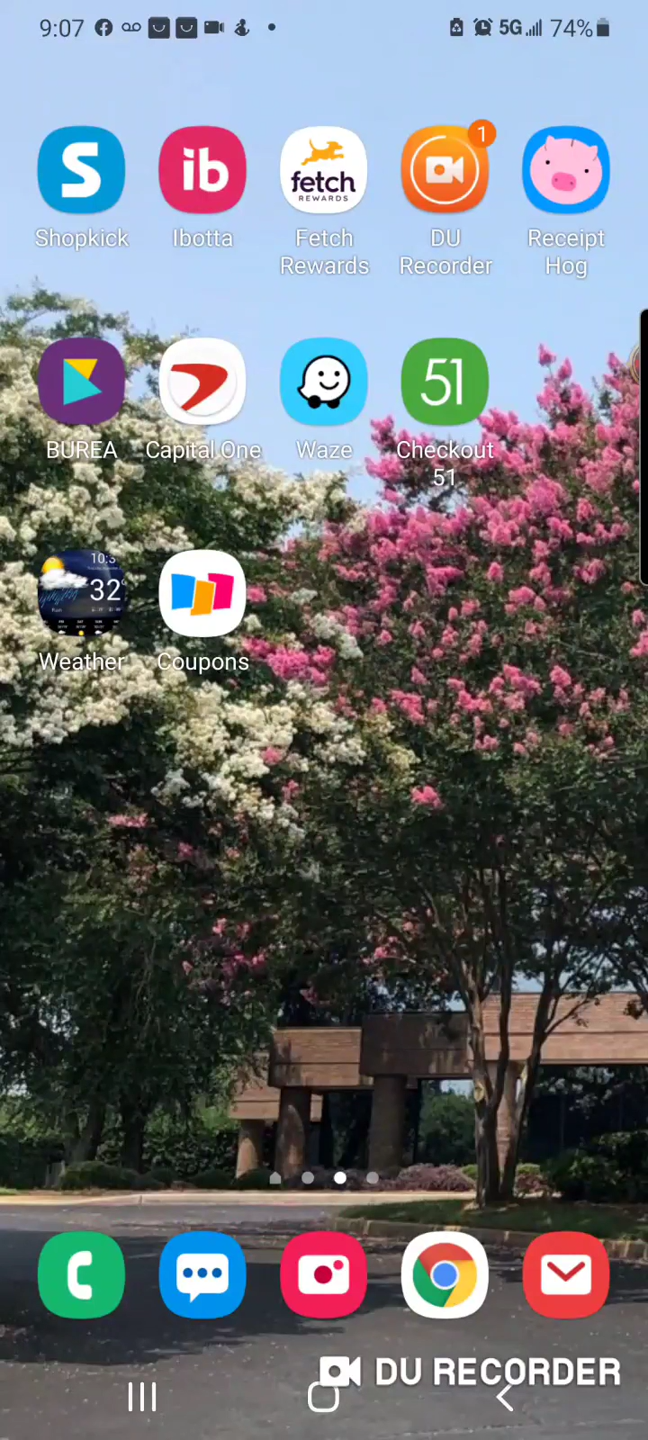 9:07
5G 74%
S
ib
fetch
REWARDS
1
Shopkick Ibotta Fetch Rewards DU Recorder Receipt Hog
51
BUREA Capital One Waze Checkout 51
10:3
32°
Weather Coupons
DU RECORDER